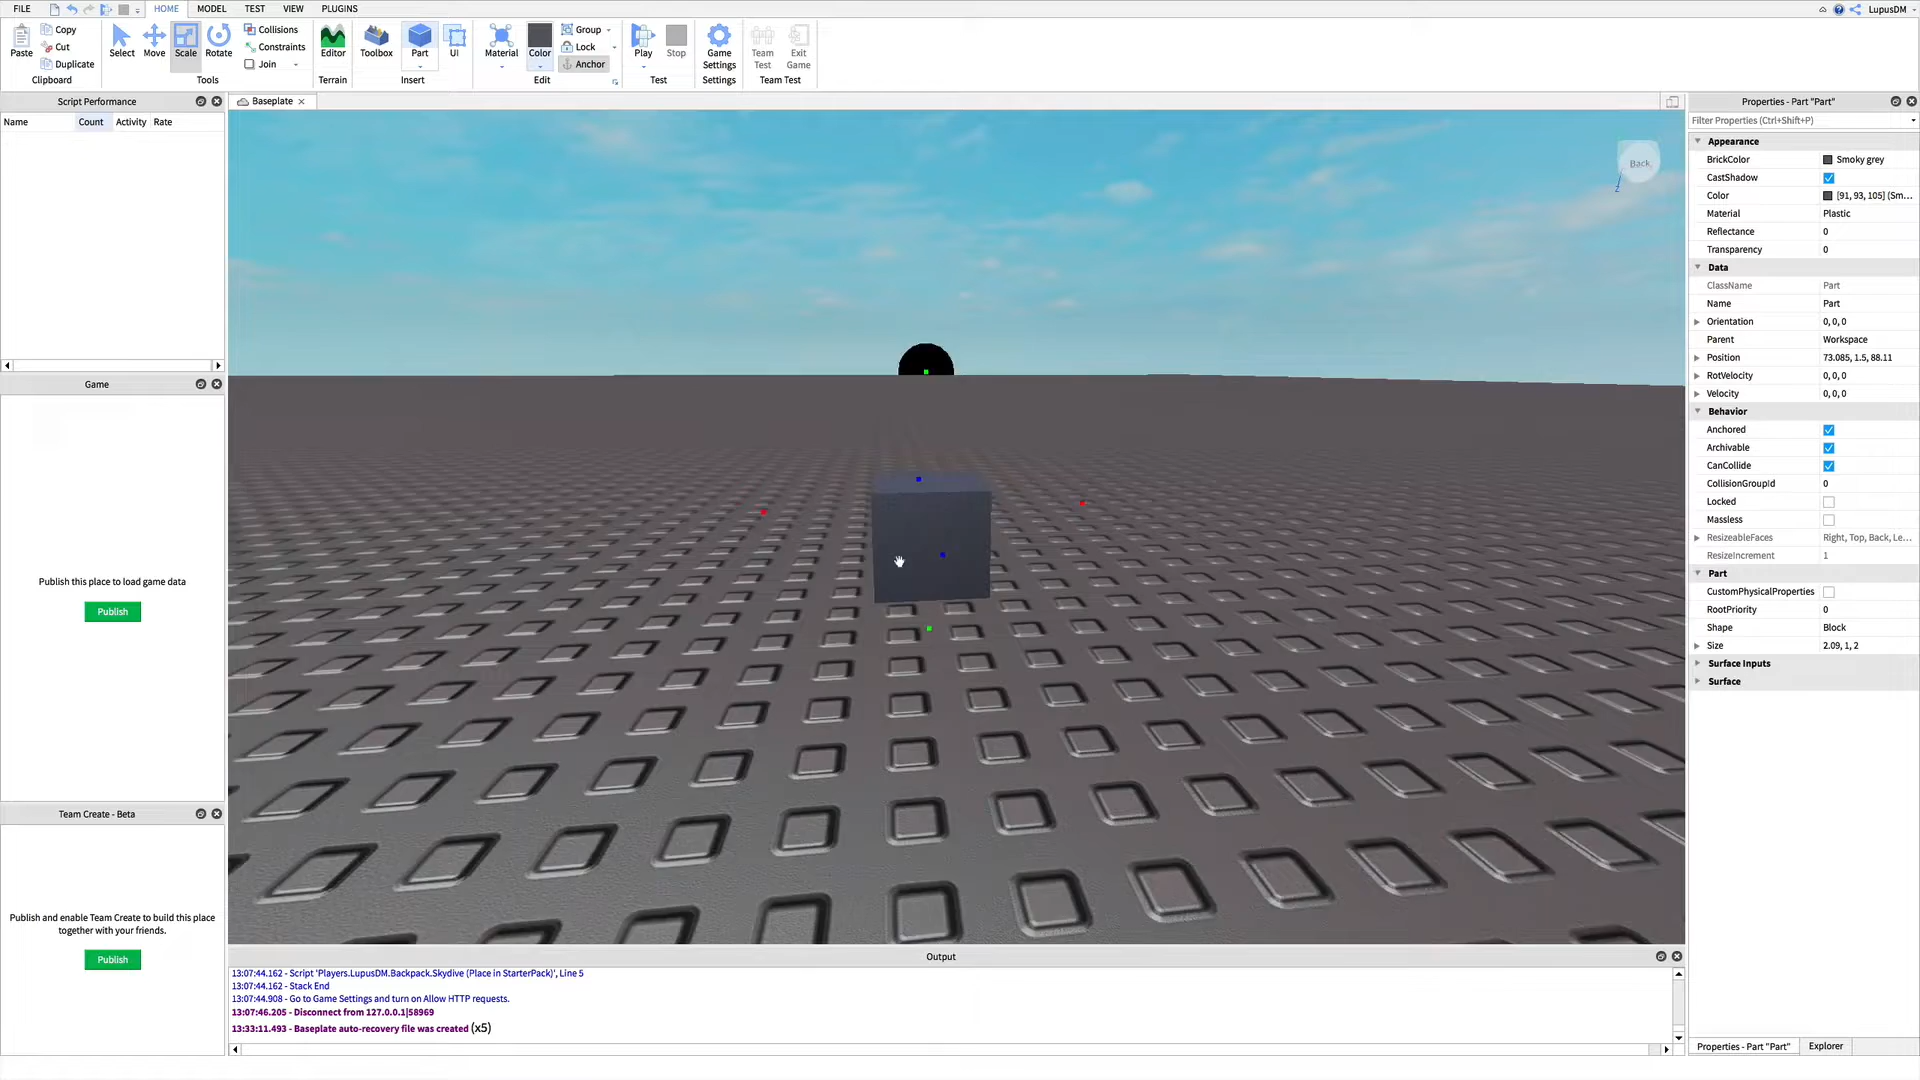 FILE HOME MODEL TEST VIEW PLUGINS LupusDM
Paste Copy Cut Duplicate Clipboard
Select Move Scale Rotate Collisions Constraints Join Tools
Editor Terrain
Toolbox Part UI Insert
Material Color Group Lock Anchor Edit
Play Stop Test
Game Settings Settings
Team Test Exit Game Team Test
Script Performance
Name Count Activity Rate
Game
Publish this place to load game data
Publish
Team Create - Beta
Publish and enable Team Create to build this place
together with your friends.
Publish
Baseplate
Back
Z
Output
13:07:44.162 - Script 'Players.LupusDM.Backpack.Skydive (Place in StarterPack)', Line 5
13:07:44.162 - Stack End
13:07:44.908 - Go to Game Settings and turn on Allow HTTP requests.
13:07:46.205 - Disconnect from 127.0.0.1|58969
13:33:11.493 - Baseplate auto-recovery file was created (x5)
Properties - Part "Part"
Filter Properties (Ctrl+Shift+P)
Appearance
BrickColor Smoky grey
CastShadow
Color [91, 93, 105] (Sm...
Material Plastic
Reflectance 0
Transparency 0
Data
ClassName Part
Name Part
Orientation 0, 0, 0
Parent Workspace
Position 73.085, 1.5, 88.11
RotVelocity 0, 0, 0
Velocity 0, 0, 0
Behavior
Anchored
Archivable
CanCollide
CollisionGroupId 0
Locked
Massless
ResizeableFaces Right, Top, Back, Le...
ResizeIncrement 1
Part
CustomPhysicalProperties
RootPriority 0
Shape Block
Size 2.09, 1, 2
Surface Inputs
Surface
Properties - Part "Part" Explorer